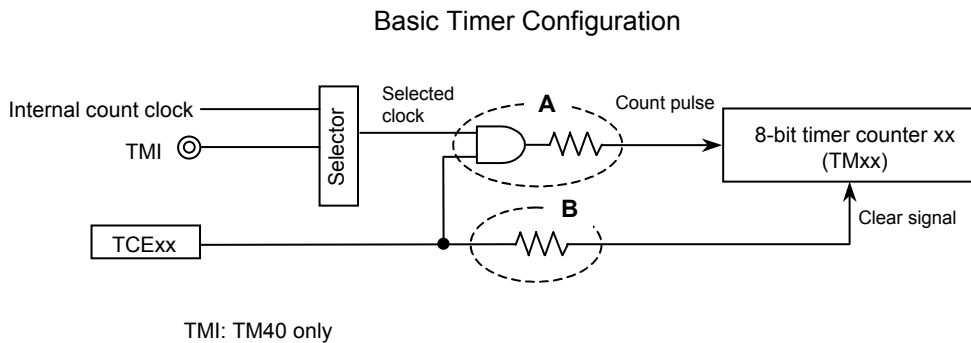 Basic Timer Configuration
Internal count clock
TMI
Selector
Selected
clock
A
Count pulse
8-bit timer counter xx
(TMxx)
B
Clear signal
TCExx
TMI: TM40 only